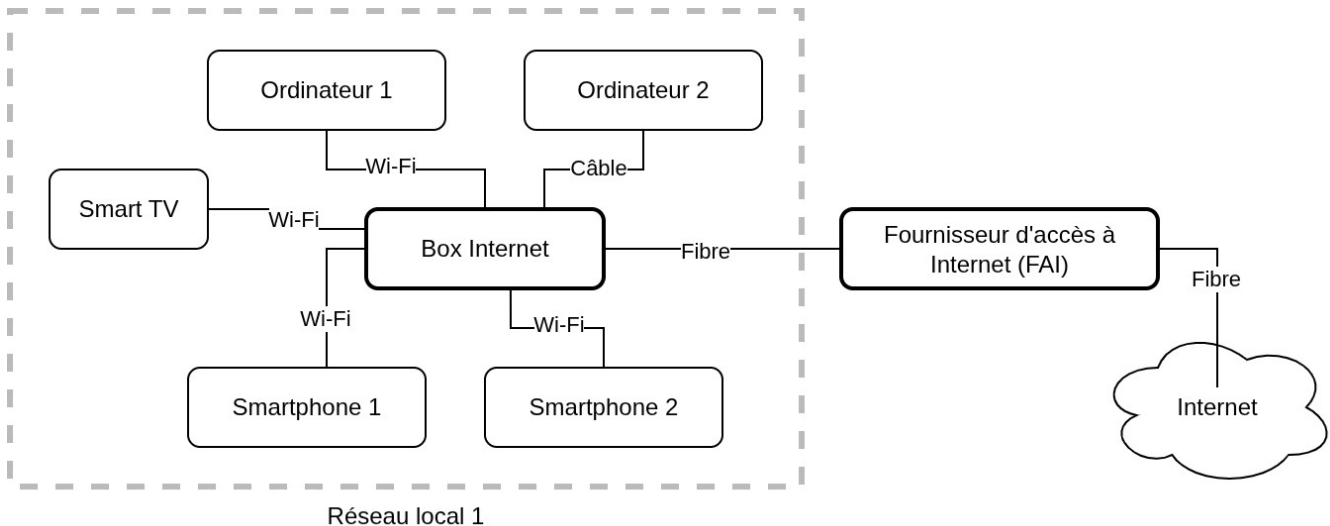 Ordinateur 1
Ordinateur 2
Wi-Fi
Câble
Smart TV
Wi-Fi
Box Internet
Fibre
Fournisseur d'accès à
Internet (FAI)
Fibre
Wi-Fi
Wi-Fi
Smartphone 1
Smartphone 2
Internet
Réseau local 1